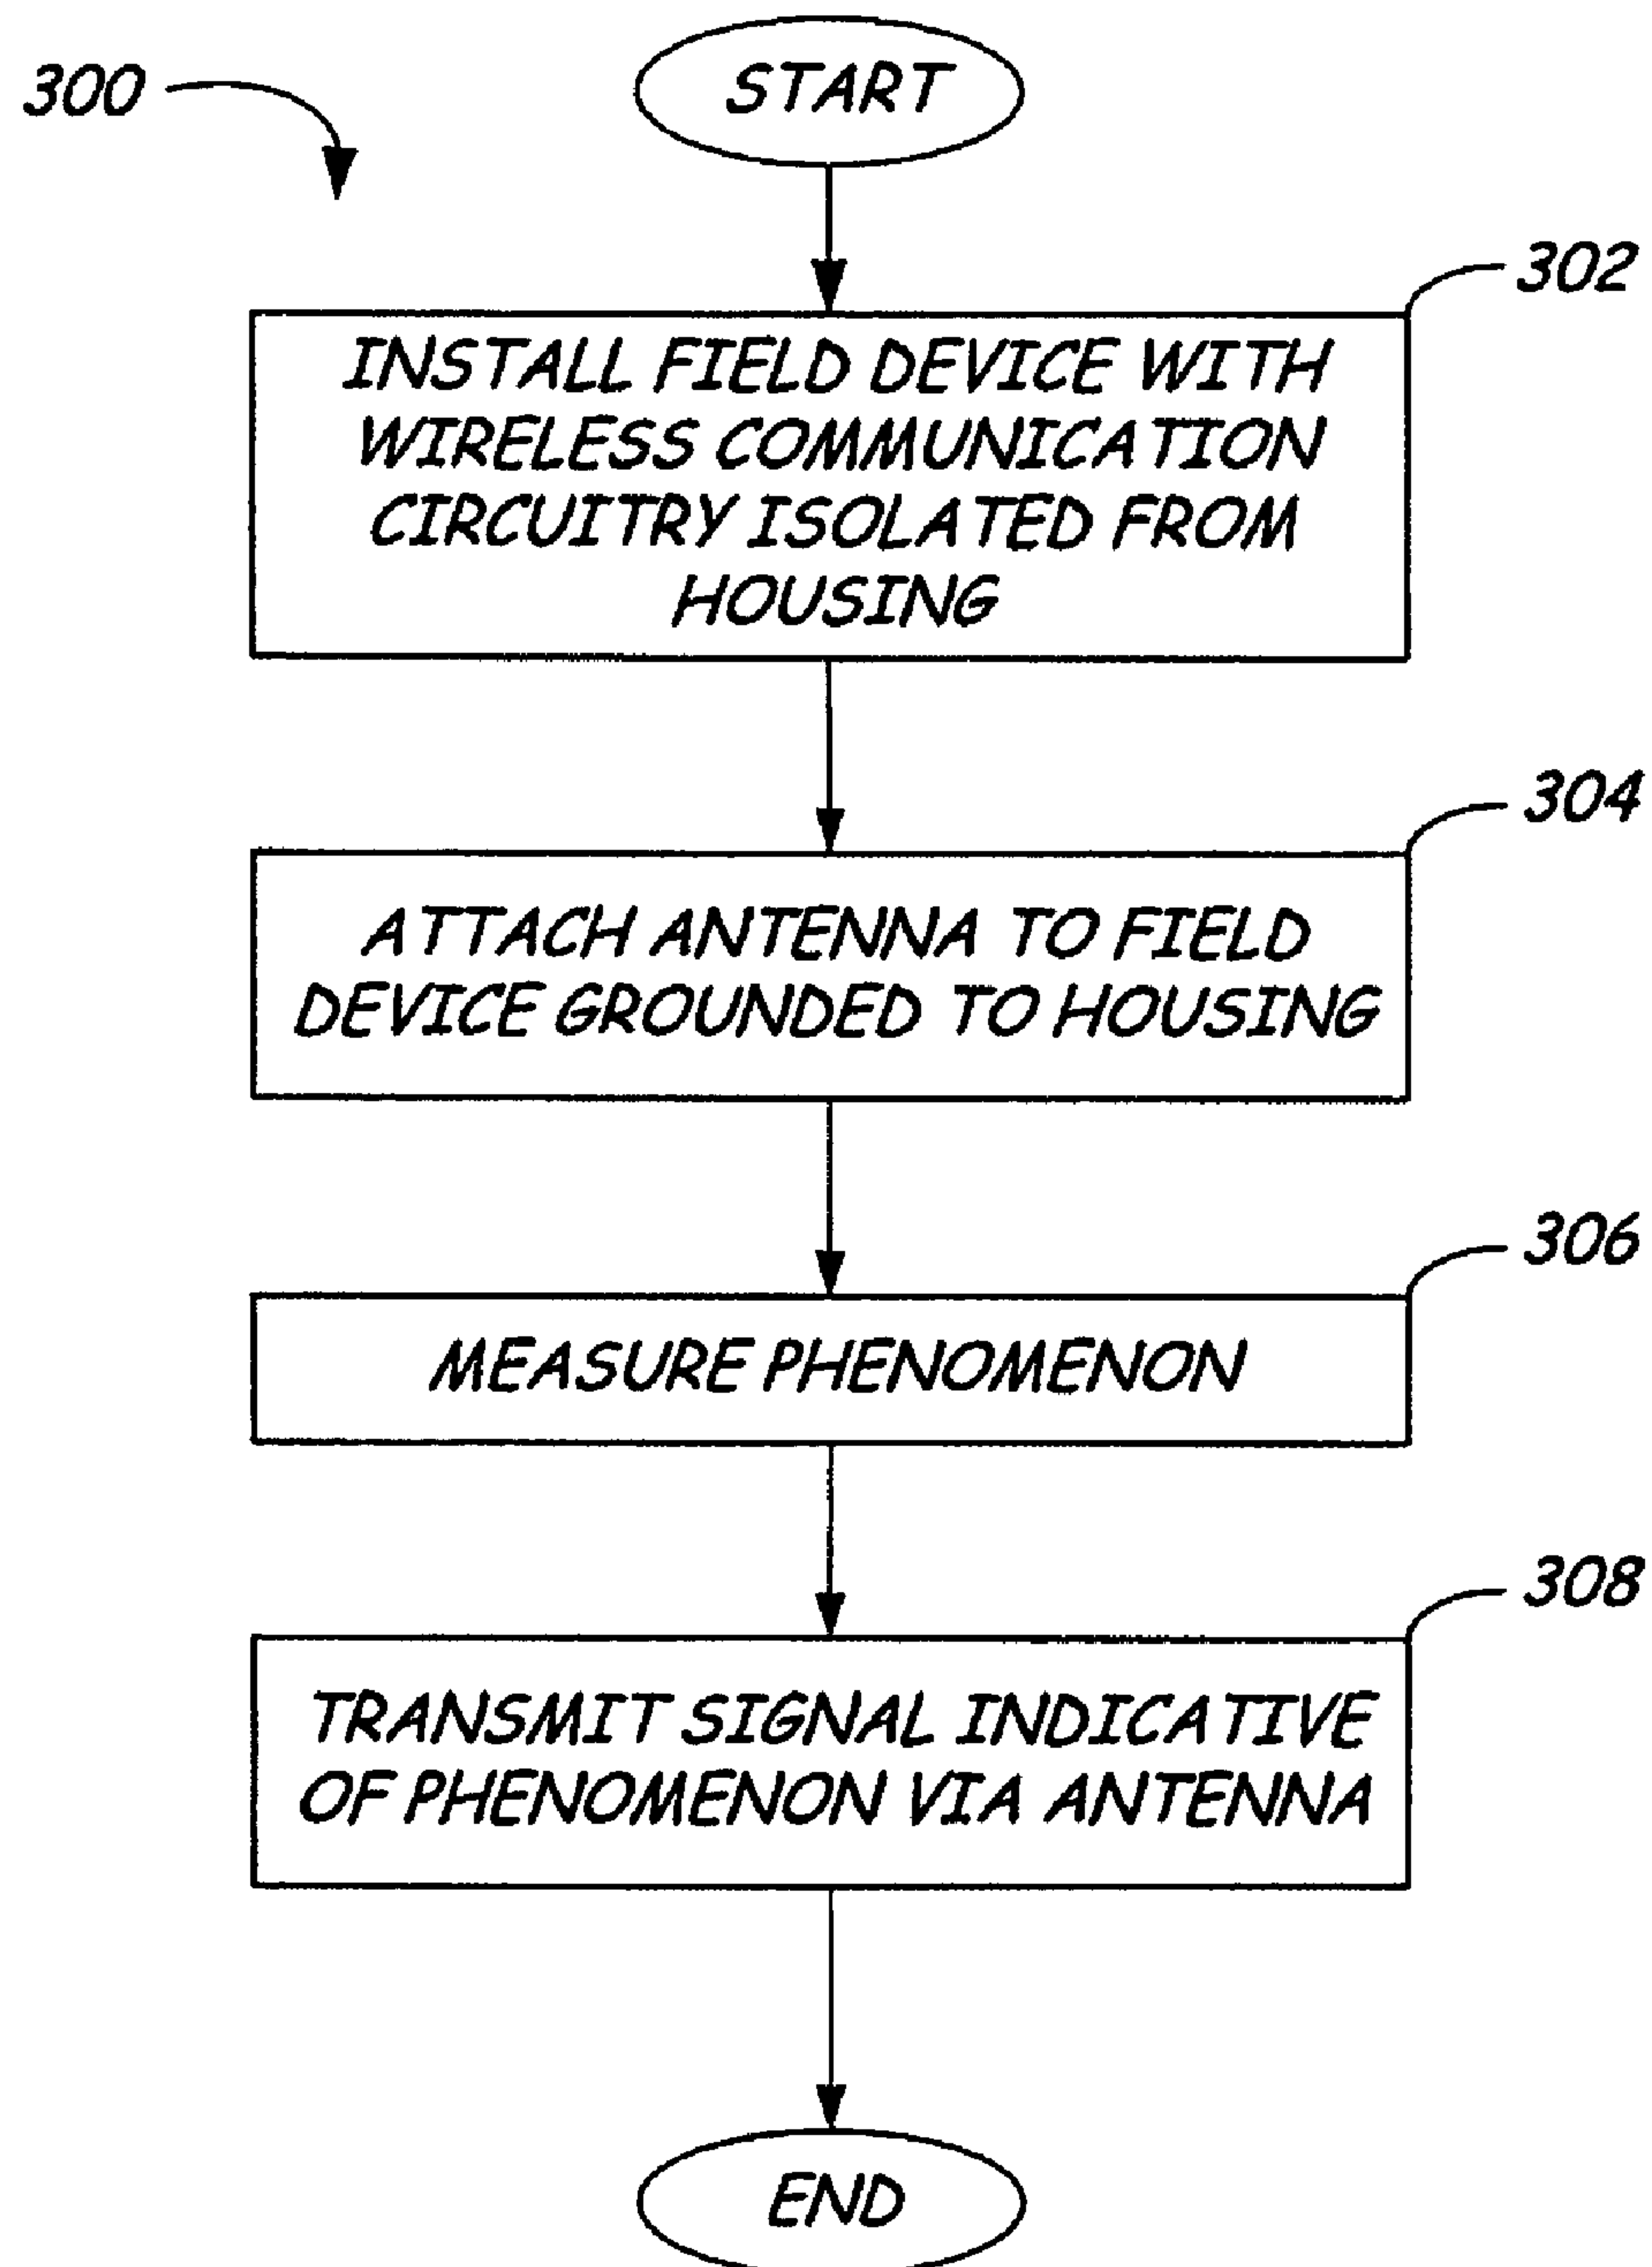 300
START
302
INSTALL FIELD DEVICE WITH
WIRELESS COMMUNICATION
CIRCUITRY ISOLATED FROM
HOUSING
304
ATTACH ANTENNA TO FIELD
DEVICE GROUNDED TO HOUSING
306
MEASURE PHENOMENON
308
TRANSMIT SIGNAL INDICATIVE
OF PHENOMENON VIA ANTENNA
END